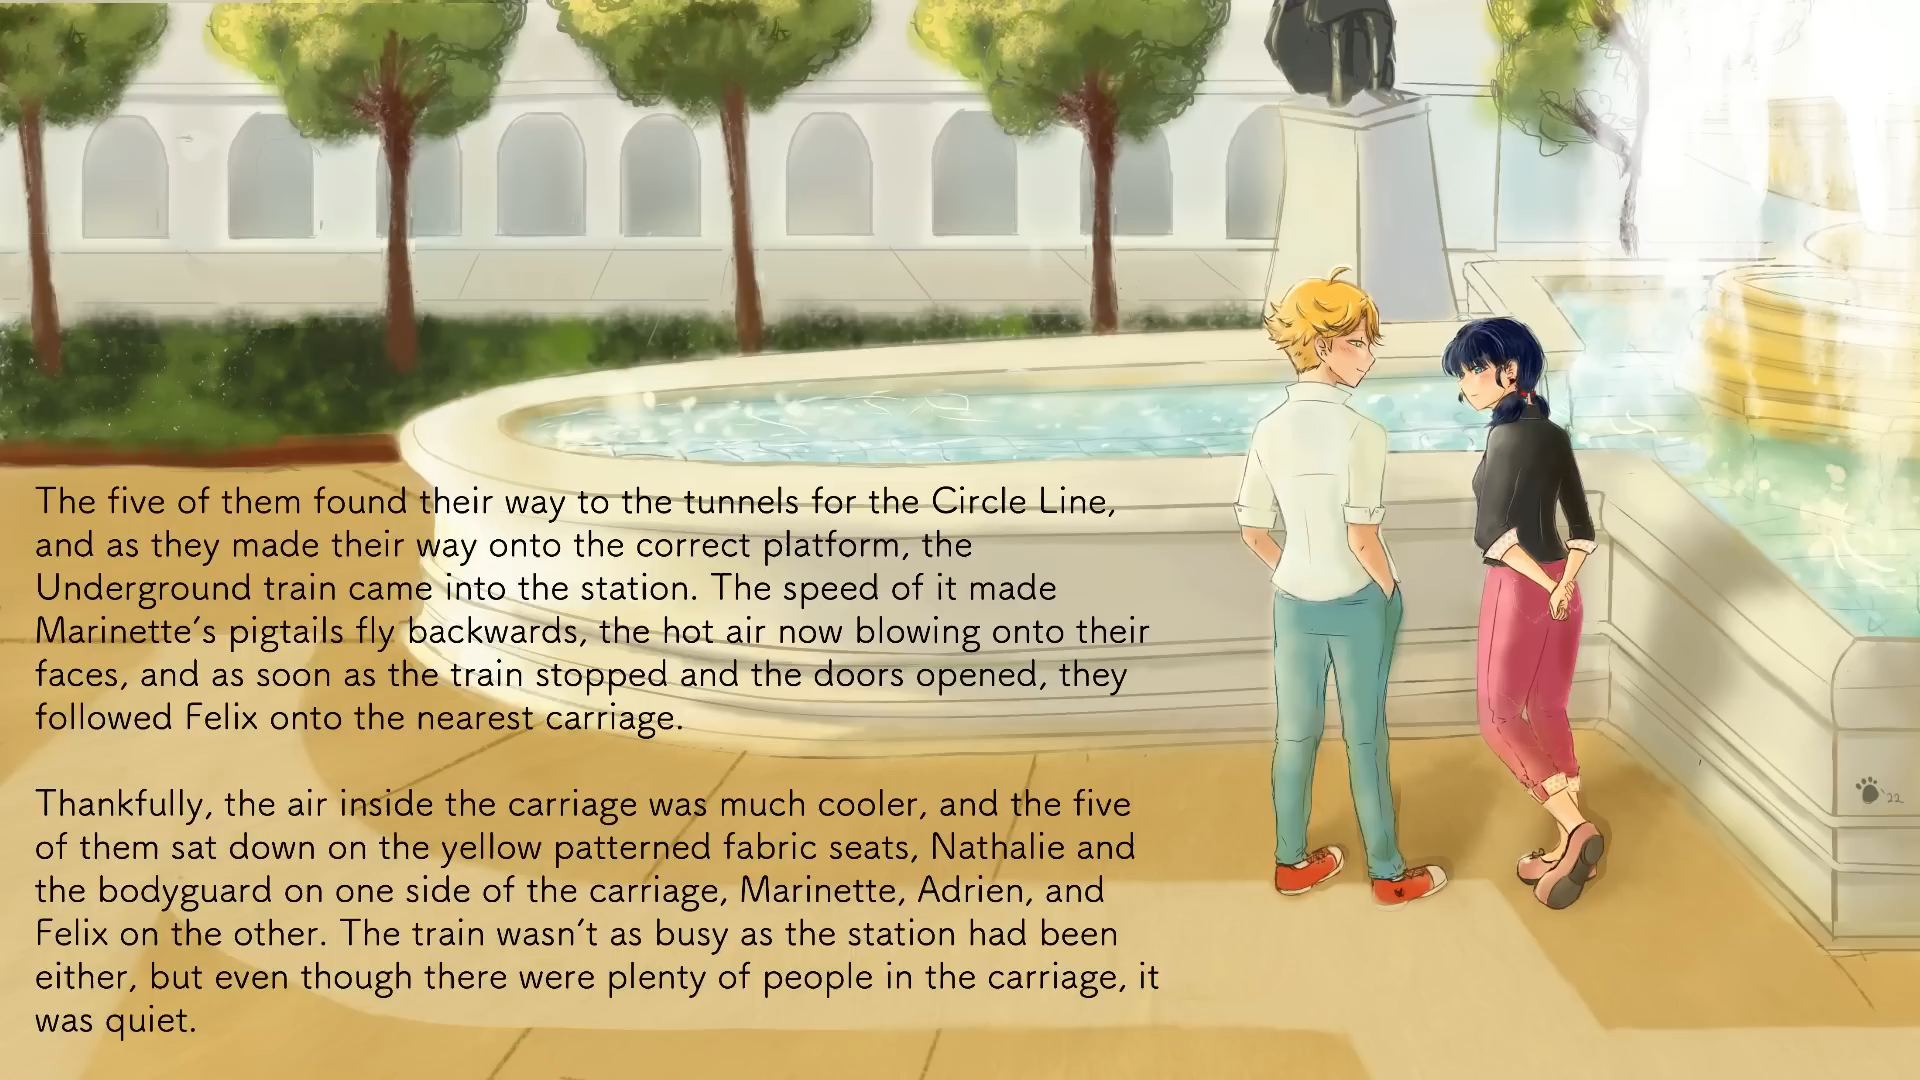 The five of them found their way to the tunnels for the Circle Line,
and as they made their way onto the correct platform, the
Underground train came into the station. The speed of it made
Marinette's pigtails fly backwards, the hot air now blowing onto their
faces, and as soon as the train stopped and the doors opened, they
followed Felix onto the nearest carriage.
Thankfully, the air inside the carriage was much cooler, and the five
of them sat down on the yellow patterned fabric seats, Nathalie and
the bodyguard on one side of the carriage, Marinette, Adrien, and
Felix on the other. The train wasn't as busy as the station had been
either, but even though there were plenty of people in the carriage, it
was quiet.
'22